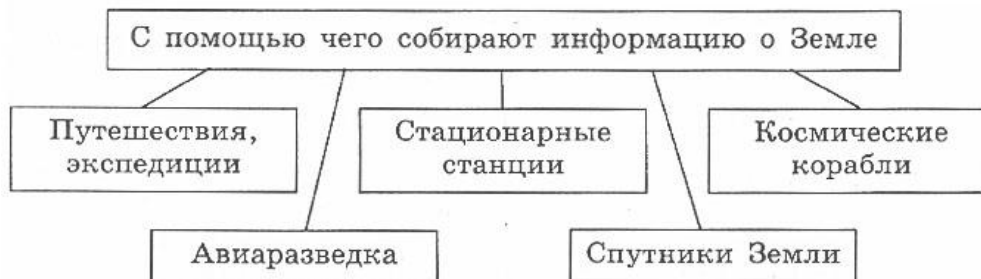 С помощью чего собирают информацию о Земле
Путешествия,
экспедиции
Стационарные
станции
Космические
корабли
Авиаразведка
Спутники Земли